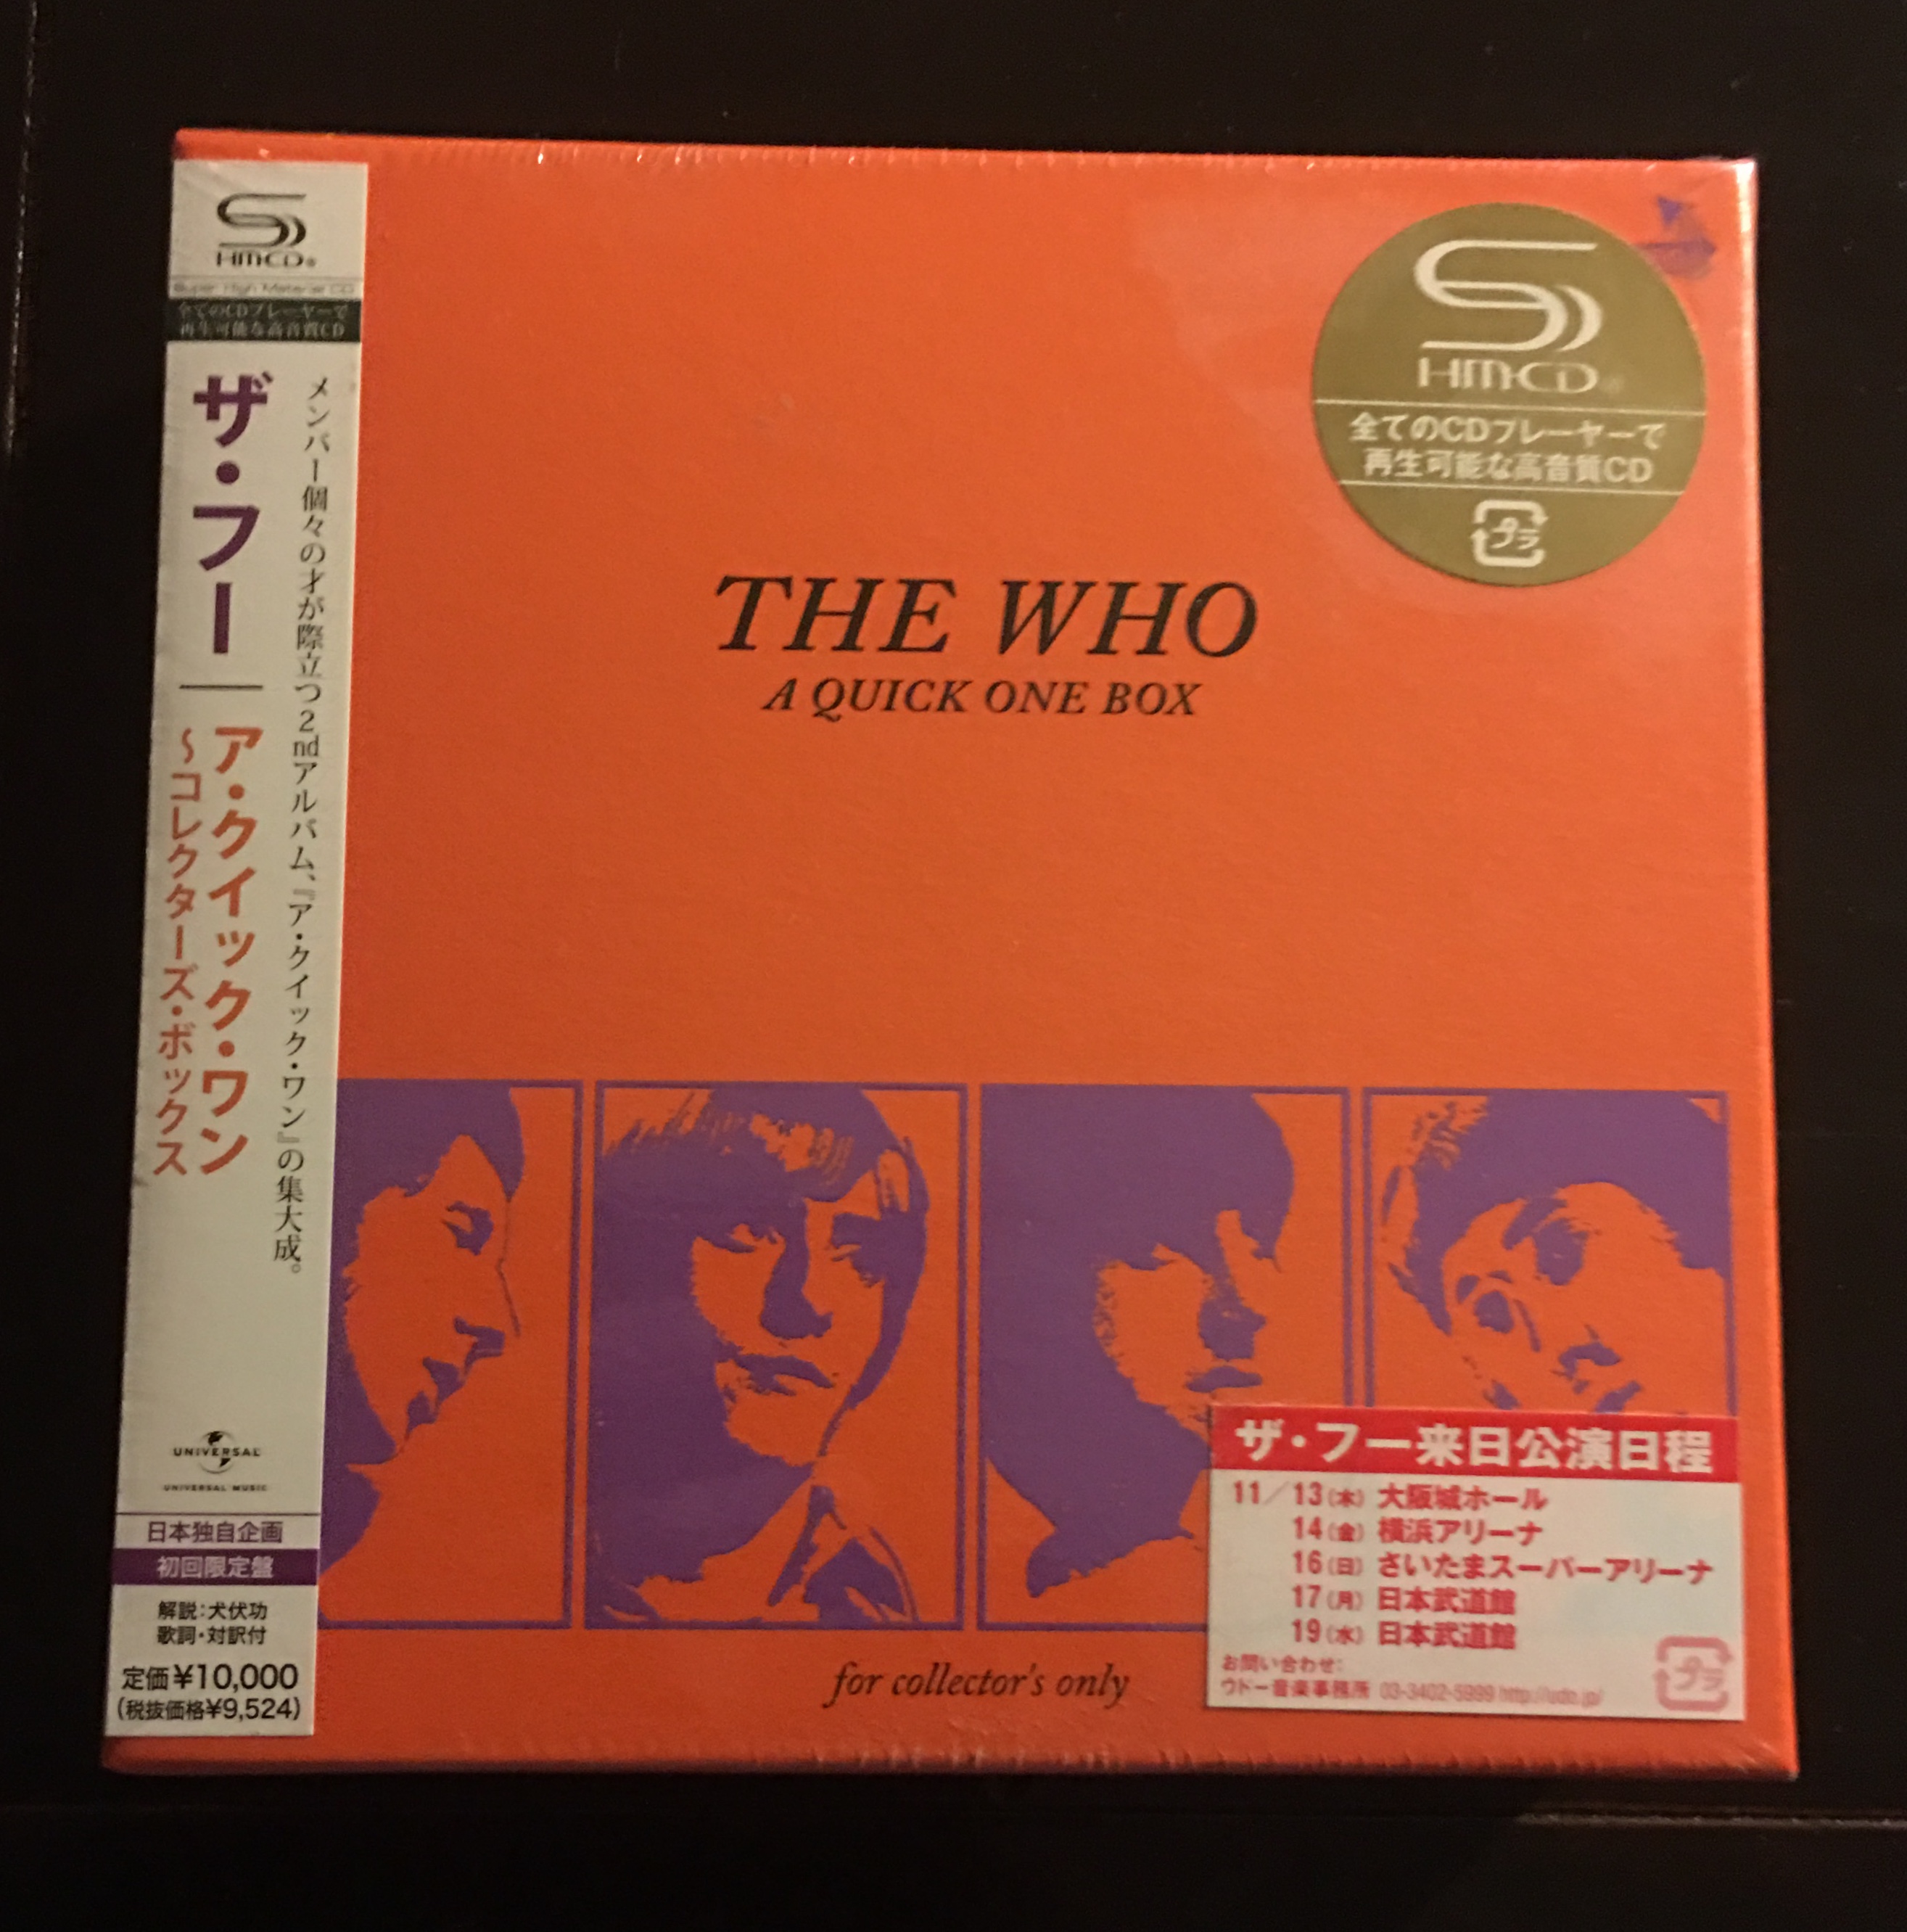 SHM-CD®
Super High Material CD
全てのCDプレーヤーで
再生可能な高音質CD
メンバー個々の才が際立つ2ndアルバム、『ア・クイック・ワン』の集大成。
ザ・フー
ア・クイック・ワン
〜コレクターズ・ボックス
UNIVERSAL
UNIVERSAL MUSIC
日本独自企画
初回限定盤
解説:犬伏功
歌詞・対訳付
定価¥10,000
(税抜価格¥9,524)
SHM-CD®
全てのCDプレーヤーで
再生可能な高音質CD
プラ
THE WHO
A QUICK ONE BOX
for collector's only
ザ・フー来日公演日程
11/13(木) 大阪城ホール
14(金) 横浜アリーナ
16(日) さいたまスーパーアリーナ
17(月) 日本武道館
19(水) 日本武道館
お問い合わせ:
ウドー音楽事務所 03-3402-5999 http://udo.jp/
プラ